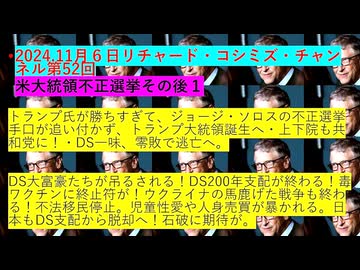 ・2024.11月６日リチャード・コシミズ・チャン
ネル第52回
米大統領不正選挙その後１
トランプ氏が勝ちすぎて、ジョージ・ソロスの不正選挙
手口が追い付かず、トランプ大統領誕生へ・上下院も共
和党に！・DS一味、零敗で逃亡へ。
DS大富豪たちが吊るされる！DS200年支配が終わる！毒
ワクチンに終止符が！ウクライナの馬鹿げた戦争も終わ
る！不法移民停止。児童性愛や人身売買が暴かれる。日
本もDS支配から脱却へ！石破に期待が。